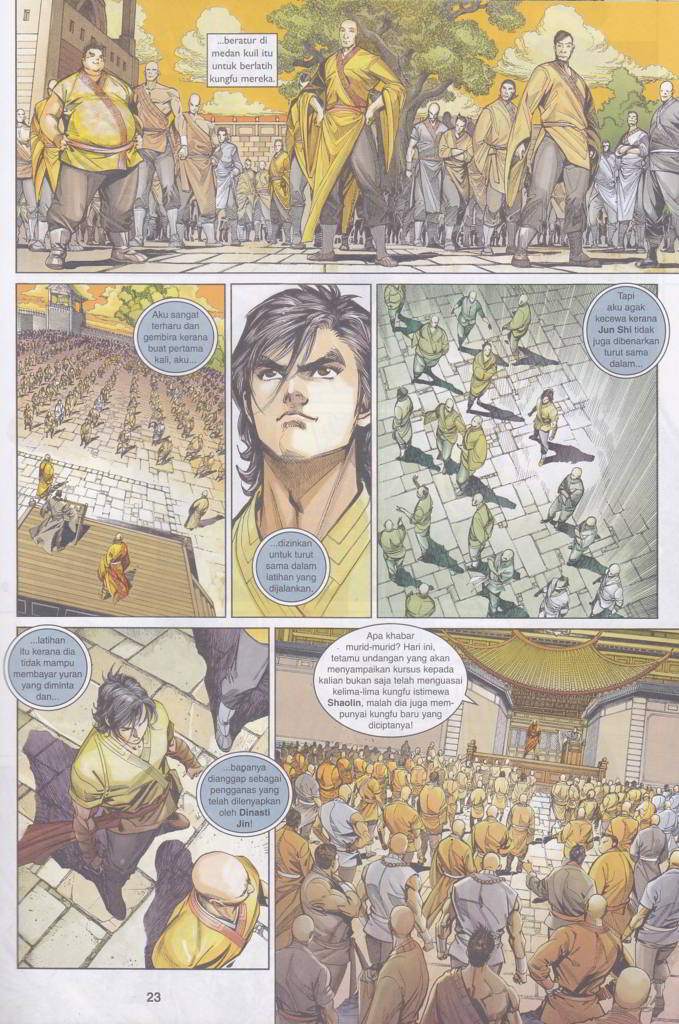 ...beratur di
medan kuil itu
untuk berlatih
kungfu mereka.
Aku sangat
terharu dan
gembira kerana
buat pertama
kali, aku...
...dizinkan
untuk turut
sama dalam
latihan yang
dijalankan.
Tapi
aku agak
kecewa kerana
Jun Shi tidak
juga dibenarkan
turut sama
dalam...
...latihan
itu kerana dia
tidak mampu
membayar yuran
yang diminta
dan...
...bapanya
dianggap sebagai
pengganas yang
telah dilenyapkan
oleh Dinasti
Jin!
Apa khabar
murid-murid? Hari ini,
tetamu undangan yang akan
menyampaikan kursus kepada
kalian bukan saja telah menguasai
kelima-lima kungfu istimewa
Shaolin, malah dia juga mem-
punyai kungfu baru yang
diciptanya!
23